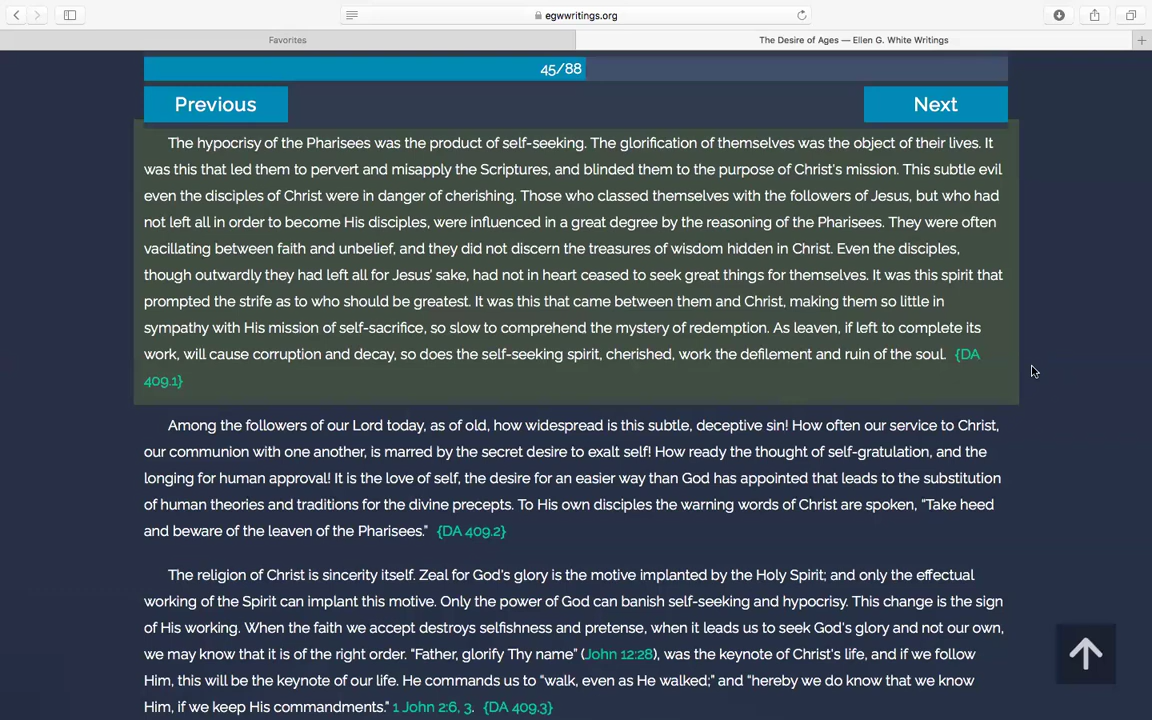 egwwritings.org
Favorites
The Desire of Ages — Ellen G. White Writings
45/88
Previous
Next
The hypocrisy of the Pharisees was the product of self-seeking. The glorification of themselves was the object of their lives. It
was this that led them to pervert and misapply the Scriptures, and blinded them to the purpose of Christ's mission. This subtle evil
even the disciples of Christ were in danger of cherishing. Those who classed themselves with the followers of Jesus, but who had
not left all in order to become His disciples, were influenced in a great degree by the reasoning of the Pharisees. They were often
vacillating between faith and unbelief, and they did not discern the treasures of wisdom hidden in Christ. Even the disciples,
though outwardly they had left all for Jesus' sake, had not in heart ceased to seek great things for themselves. It was this spirit that
prompted the strife as to who should be greatest. It was this that came between them and Christ, making them so little in
sympathy with His mission of self-sacrifice, so slow to comprehend the mystery of redemption. As leaven, if left to complete its
work, will cause corruption and decay, so does the self-seeking spirit, cherished, work the defilement and ruin of the soul. {DA
409.1}
Among the followers of our Lord today, as of old, how widespread is this subtle, deceptive sin! How often our service to Christ,
our communion with one another, is marred by the secret desire to exalt self! How ready the thought of self-gratulation, and the
longing for human approval! It is the love of self, the desire for an easier way than God has appointed that leads to the substitution
of human theories and traditions for the divine precepts. To His own disciples the warning words of Christ are spoken, “Take heed
and beware of the leaven of the Pharisees.” {DA 409.2}
The religion of Christ is sincerity itself. Zeal for God's glory is the motive implanted by the Holy Spirit; and only the effectual
working of the Spirit can implant this motive. Only the power of God can banish self-seeking and hypocrisy. This change is the sign
of His working. When the faith we accept destroys selfishness and pretense, when it leads us to seek God's glory and not our own,
we may know that it is of the right order. “Father, glorify Thy name” (John 12:28), was the keynote of Christ's life, and if we follow
Him, this will be the keynote of our life. He commands us to “walk, even as He walked;” and “hereby we do know that we know
Him, if we keep His commandments.” 1 John 2:6, 3. {DA 409.3}